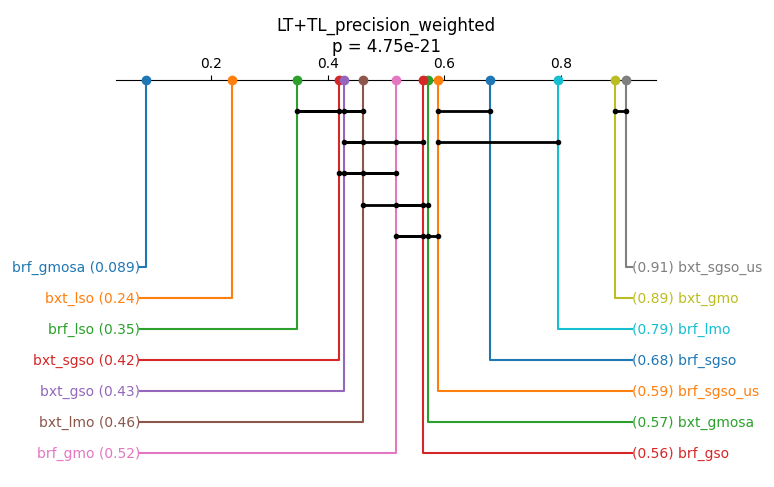 LT+TL_precision_weighted
p = 4.75e-21
0.2 0.4 0.6 0.8
brf_gmosa (0.089) (0.91) bxt_sgso_us
bxt_lso (0.24) (0.89) bxt_gmo
brf_lso (0.35) (0.79) brf_lmo
bxt_sgso (0.42) (0.68) brf_sgso
bxt_gso (0.43) (0.59) brf_sgso_us
bxt_lmo (0.46) (0.57) bxt_gmosa
brf_gmo (0.52) (0.56) brf_gso